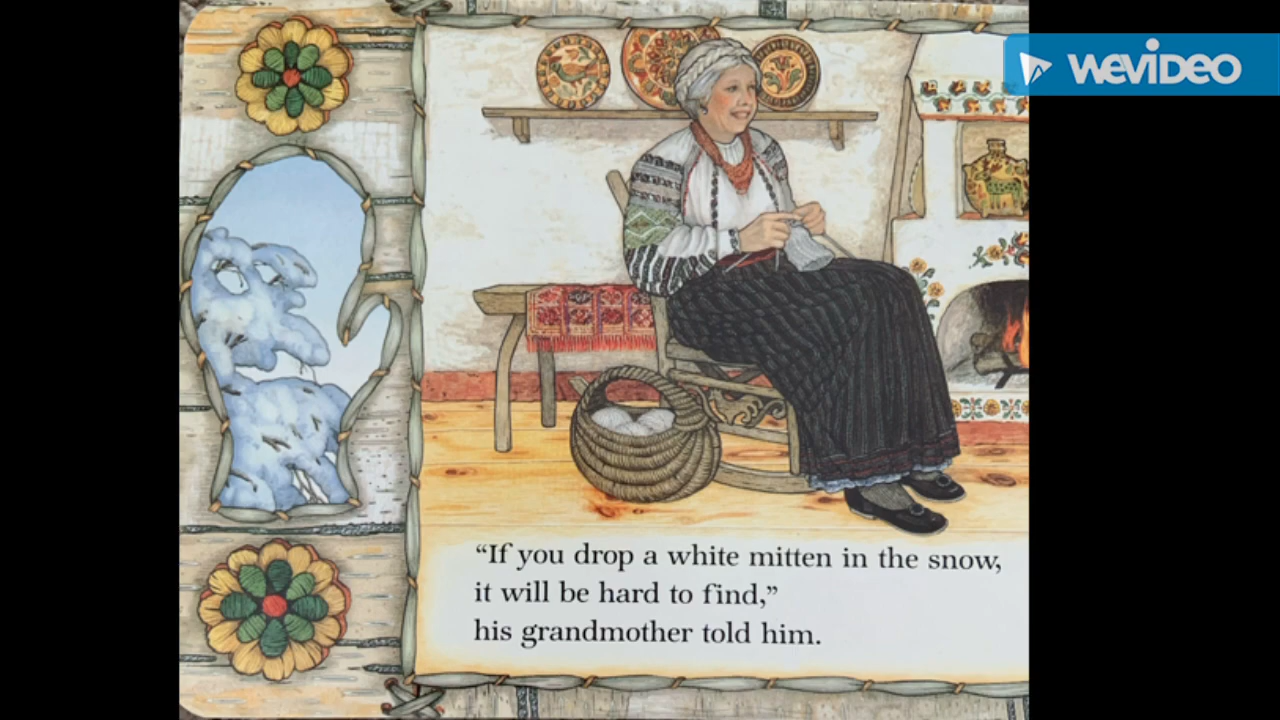 WEVIDEO
“If you drop a white mitten in the snow,
it will be hard to find,”
his grandmother told him.